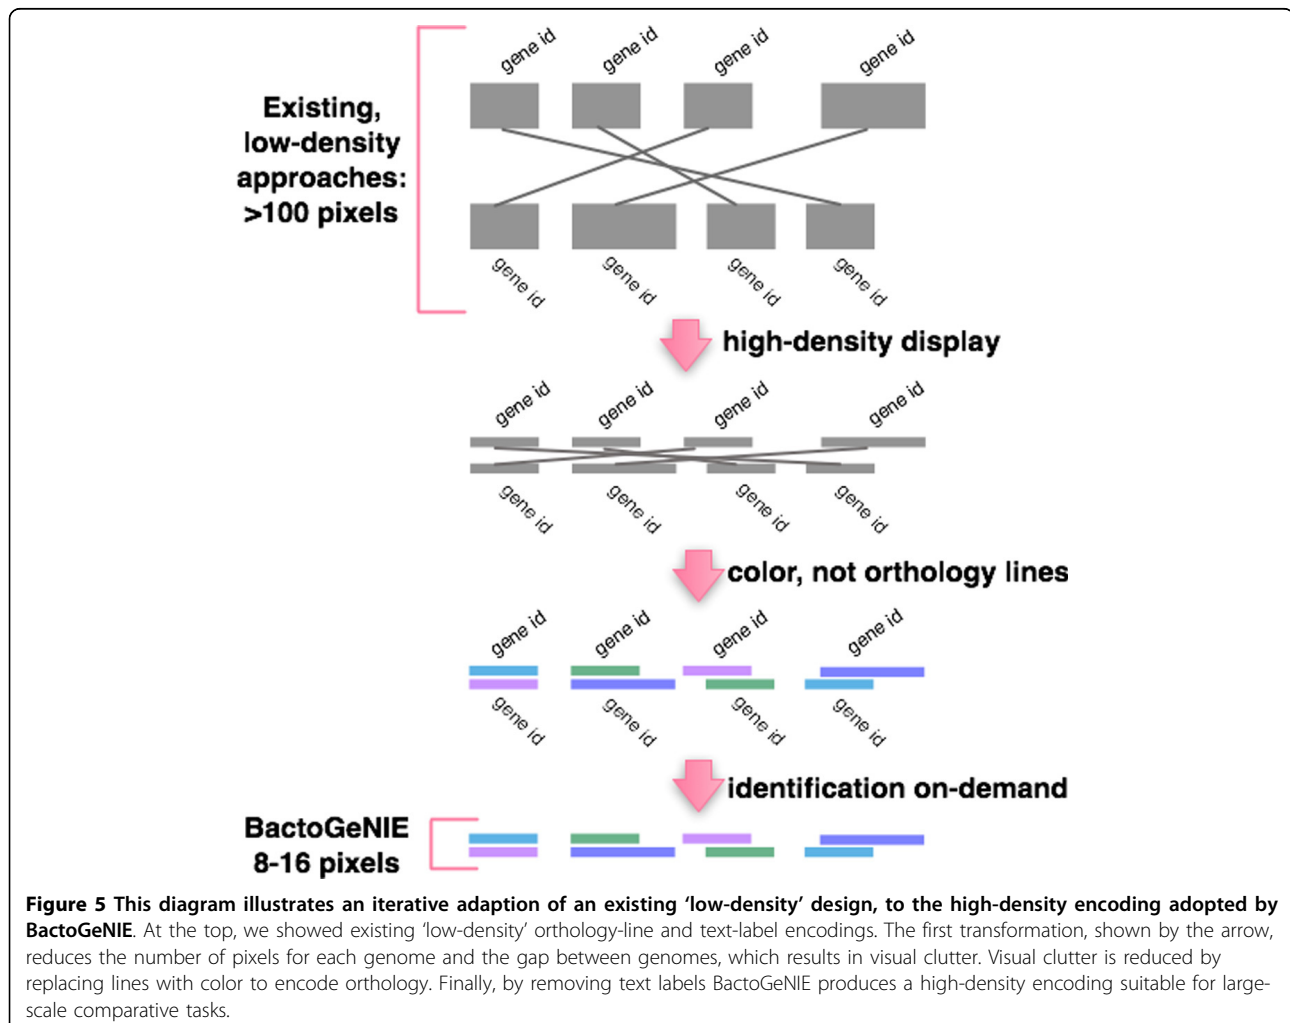 gene id gene id gene id gene id
Existing,
low-density
approaches:
>100 pixels
gene id gene id gene id gene id
high-density display
gene id gene id gene id gene id
gene id gene id gene id gene id
color, not orthology lines
gene id gene id gene id gene id
gene id gene id gene id gene id
identification on-demand
BactoGeNIE
8-16 pixels
Figure 5 This diagram illustrates an iterative adaption of an existing ‘low-density’ design, to the high-density encoding adopted by
BactoGeNIE. At the top, we showed existing ‘low-density’ orthology-line and text-label encodings. The first transformation, shown by the arrow,
reduces the number of pixels for each genome and the gap between genomes, which results in visual clutter. Visual clutter is reduced by
replacing lines with color to encode orthology. Finally, by removing text labels BactoGeNIE produces a high-density encoding suitable for large-
scale comparative tasks.